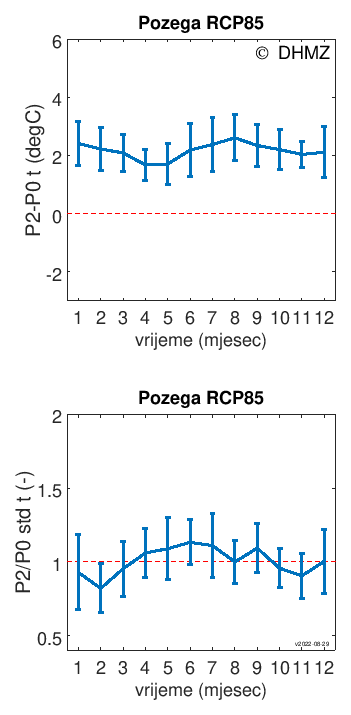 Pozega RCP85
© DHMZ
6
4
2
0
-2
P2-P0 t (degC)
1 2 3 4 5 6 7 8 9 10 11 12
vrijeme (mjesec)
Pozega RCP85
2
1.5
1
0.5
P2/P0 std t (-)
v2022-08-29
1 2 3 4 5 6 7 8 9 10 11 12
vrijeme (mjesec)